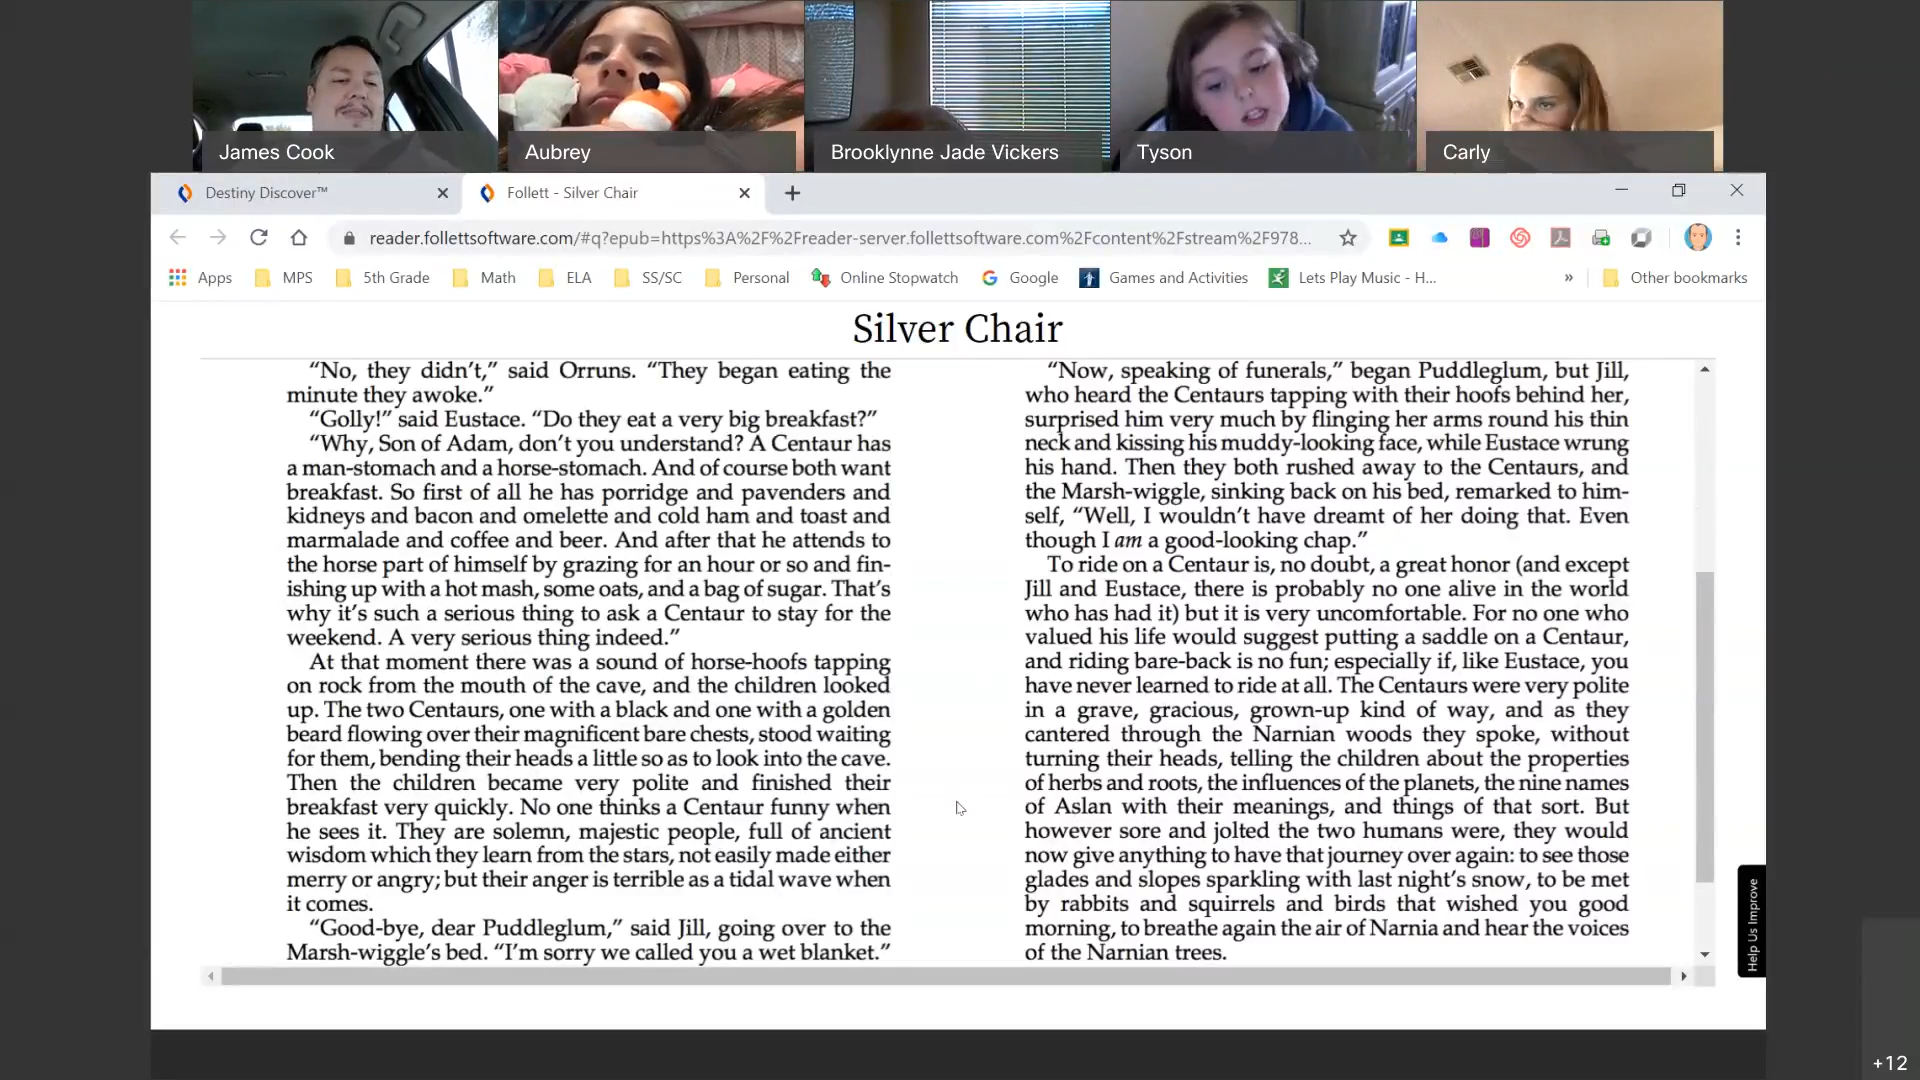 James Cook
Aubrey
Brooklynne Jade Vickers
Tyson
Carly
Destiny Discover™
Follett - Silver Chair
reader.follettsoftware.com/#q?epub=https%3A%2F%2Freader-server.follettsoftware.com%2Fcontent%2Fstream%2F978...
Apps
MPS
5th Grade
Math
ELA
SS/SC
Personal
Online Stopwatch
Google
Games and Activities
Lets Play Music - H...
»
Other bookmarks
Silver Chair
“No, they didn’t,” said Orruns. “They began eating the
minute they awoke.”
“Golly!” said Eustace. “Do they eat a very big breakfast?”
“Why, Son of Adam, don’t you understand? A Centaur has
a man-stomach and a horse-stomach. And of course both want
breakfast. So first of all he has porridge and pavenders and
kidneys and bacon and omelette and cold ham and toast and
marmalade and coffee and beer. And after that he attends to
the horse part of himself by grazing for an hour or so and fin-
ishing up with a hot mash, some oats, and a bag of sugar. That’s
why it’s such a serious thing to ask a Centaur to stay for the
weekend. A very serious thing indeed.”
At that moment there was a sound of horse-hoofs tapping
on rock from the mouth of the cave, and the children looked
up. The two Centaurs, one with a black and one with a golden
beard flowing over their magnificent bare chests, stood waiting
for them, bending their heads a little so as to look into the cave.
Then the children became very polite and finished their
breakfast very quickly. No one thinks a Centaur funny when
he sees it. They are solemn, majestic people, full of ancient
wisdom which they learn from the stars, not easily made either
merry or angry; but their anger is terrible as a tidal wave when
it comes.
“Good-bye, dear Puddleglum,” said Jill, going over to the
Marsh-wiggle’s bed. “I’m sorry we called you a wet blanket.”
“Now, speaking of funerals,” began Puddleglum, but Jill,
who heard the Centaurs tapping with their hoofs behind her,
surprised him very much by flinging her arms round his thin
neck and kissing his muddy-looking face, while Eustace wrung
his hand. Then they both rushed away to the Centaurs, and
the Marsh-wiggle, sinking back on his bed, remarked to him-
self, “Well, I wouldn’t have dreamt of her doing that. Even
though I am a good-looking chap.”
To ride on a Centaur is, no doubt, a great honor (and except
Jill and Eustace, there is probably no one alive in the world
who has had it) but it is very uncomfortable. For no one who
valued his life would suggest putting a saddle on a Centaur,
and riding bare-back is no fun; especially if, like Eustace, you
have never learned to ride at all. The Centaurs were very polite
in a grave, gracious, grown-up kind of way, and as they
cantered through the Narnian woods they spoke, without
turning their heads, telling the children about the properties
of herbs and roots, the influences of the planets, the nine names
of Aslan with their meanings, and things of that sort. But
however sore and jolted the two humans were, they would
now give anything to have that journey over again: to see those
glades and slopes sparkling with last night’s snow, to be met
by rabbits and squirrels and birds that wished you good
morning, to breathe again the air of Narnia and hear the voices
of the Narnian trees.
Help Us Improve
+12